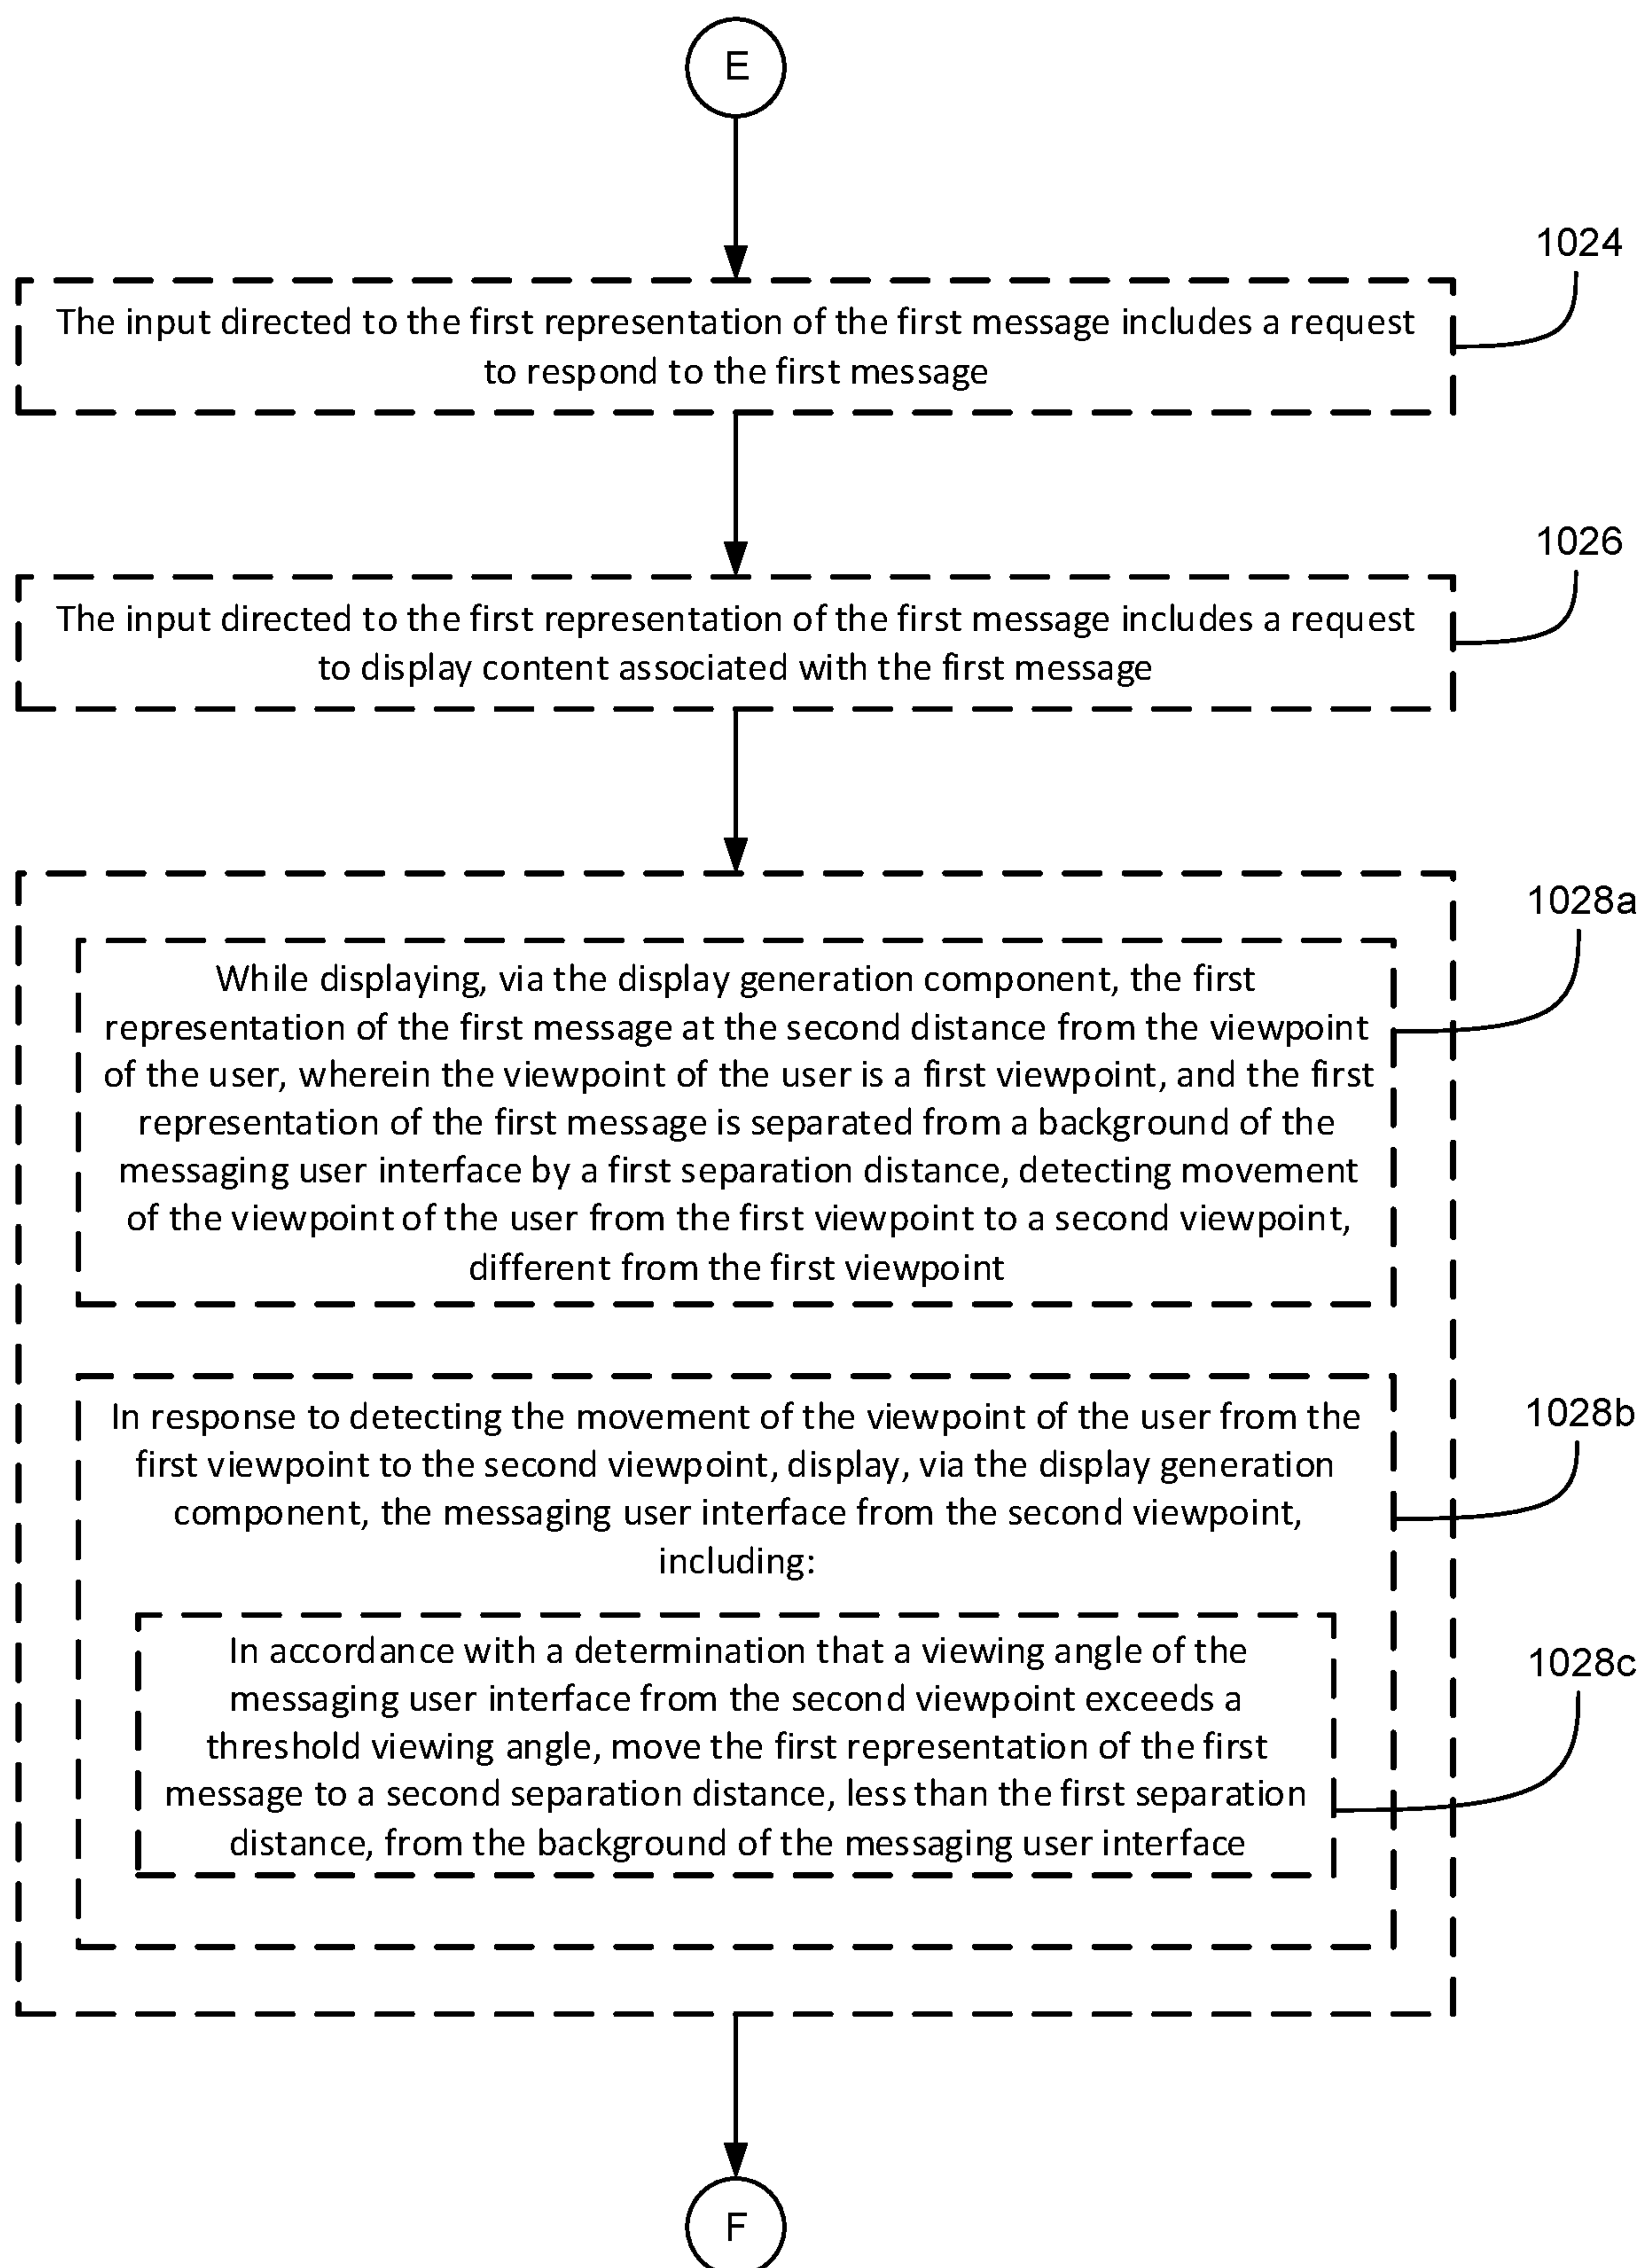 E
1024
The input directed to the first representation of the first message includes a request
to respond to the first message
1026
The input directed to the first representation of the first message includes a request
to display content associated with the first message
1028a
While displaying, via the display generation component, the first
representation of the first message at the second distance from the viewpoint
of the user, wherein the viewpoint of the user is a first viewpoint, and the first
representation of the first message is separated from a background of the
messaging user interface by a first separation distance, detecting movement
of the viewpoint of the user from the first viewpoint to a second viewpoint,
different from the first viewpoint
1028b
In response to detecting the movement of the viewpoint of the user from the
first viewpoint to the second viewpoint, display, via the display generation
component, the messaging user interface from the second viewpoint,
including:
1028c
In accordance with a determination that a viewing angle of the
messaging user interface from the second viewpoint exceeds a
threshold viewing angle, move the first representation of the first
message to a second separation distance, less than the first separation
distance, from the background of the messaging user interface
F